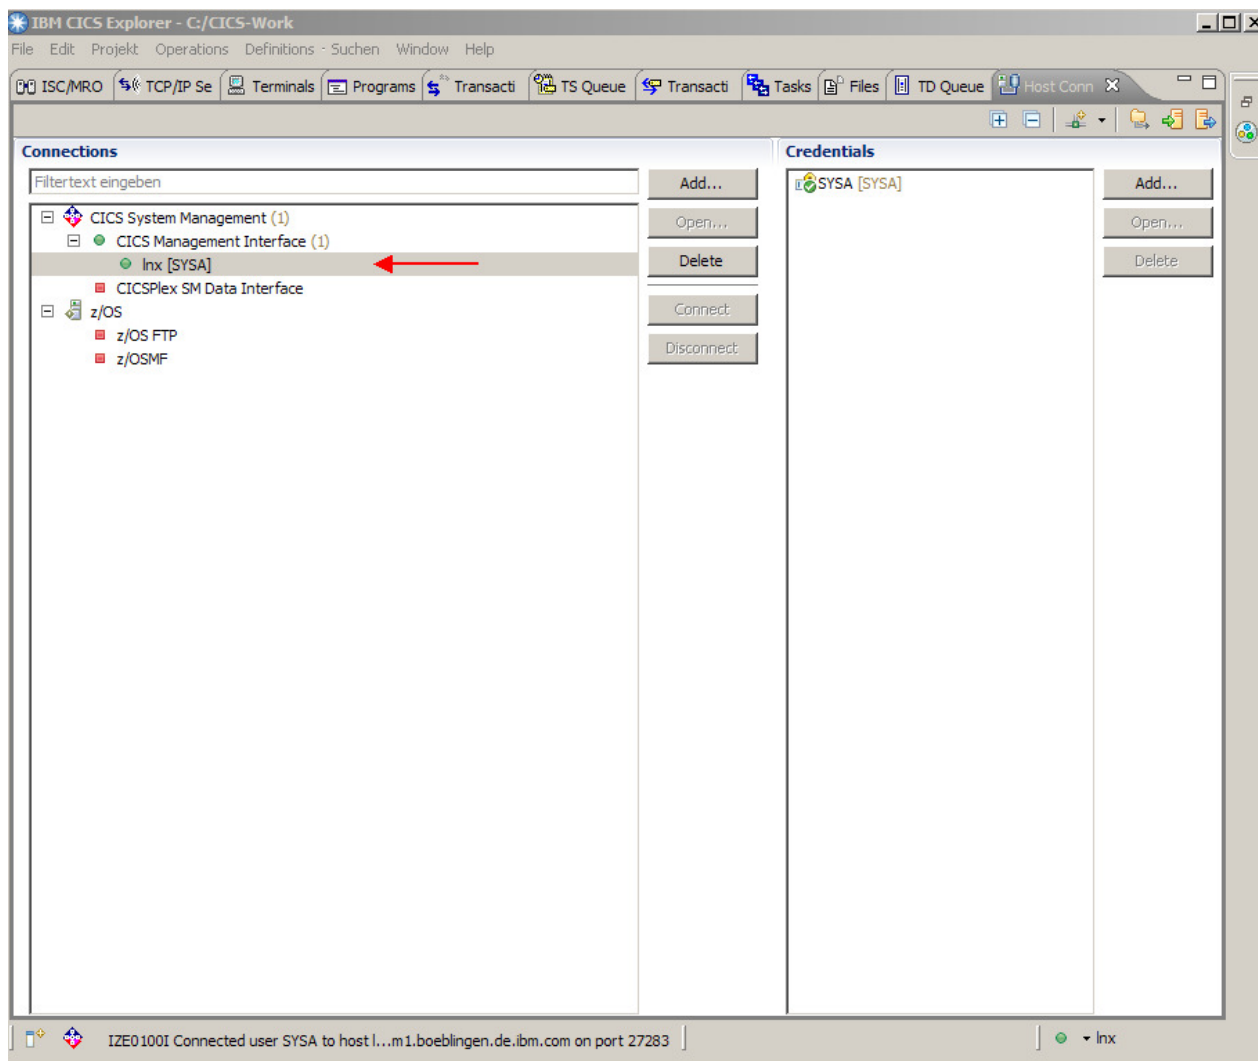 IBM CICS Explorer - C:/CICS-Work
File Edit Projekt Operations Definitions Suchen Window Help
ISC/MRO TCP/IP Se Terminals Programs Transacti TS Queue Transacti Tasks Files TD Queue Host Conn
Connections
Credentials
Filtertext eingeben
Add...
SYSA [SYSA]
Add...
CICS System Management (1)
Open...
Open...
CICS Management Interface (1)
lnx [SYSA]
Delete
Delete
CICSPlex SM Data Interface
z/OS
Connect
z/OS FTP
Disconnect
z/OSMF
IZE0100I Connected user SYSA to host l...m1.boeblingen.de.ibm.com on port 27283
lnx